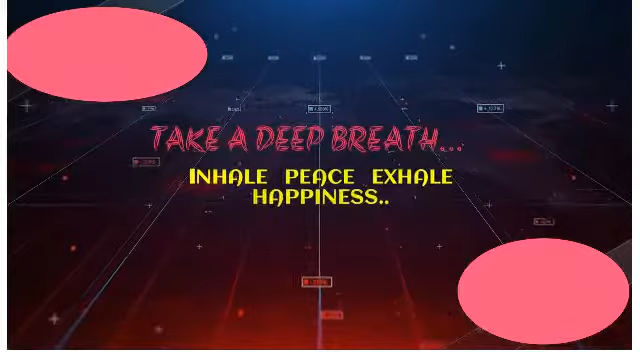 TAKE A DEEP BREATH...
INHALE PEACE EXHALE
HAPPINESS..